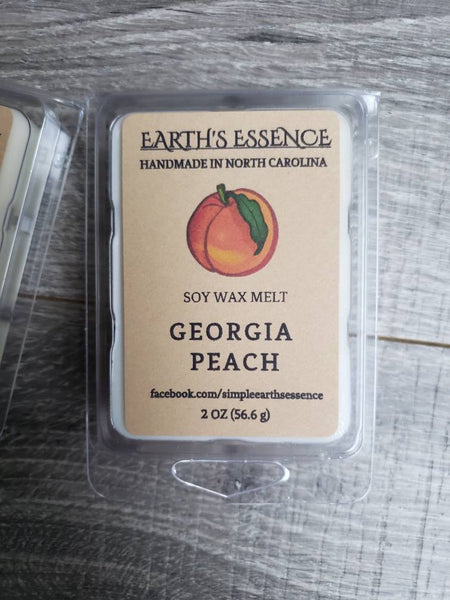 EARTH'S ESSENCE
HANDMADE IN NORTH CAROLINA
SOY WAX MELT
GEORGIA
PEACH
facebook.com/simpleearthsessence
2 OZ (56.6 g)